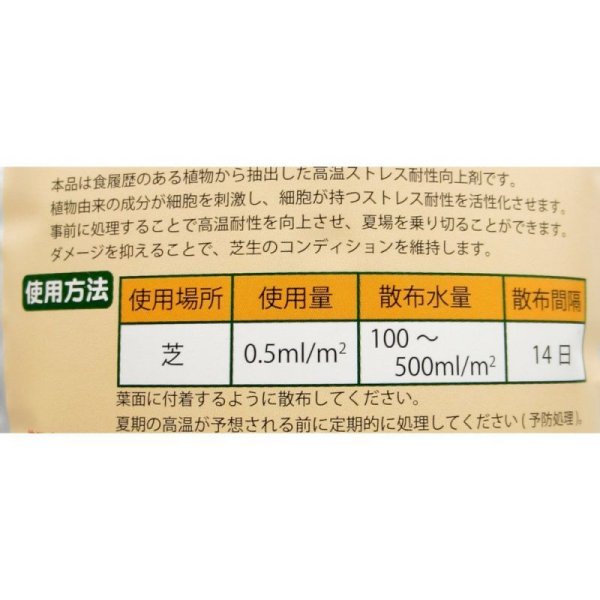 本品は食履歴のある植物から抽出した高温ストレス耐性向上剤です。
植物由来の成分が細胞を刺激し、細胞が持つストレス耐性を活性化させます。
事前に処理することで高温耐性を向上させ、夏場を乗り切ることができます。
ダメージを抑えることで、芝生のコンディションを維持します。
使用方法
使用場所 使用量 散布水量 散布間隔
芝 0.5ml/m² 100～
500ml/m² 14日
葉面に付着するように散布してください。
夏期の高温が予想される前に定期的に処理してください(予防処理)。